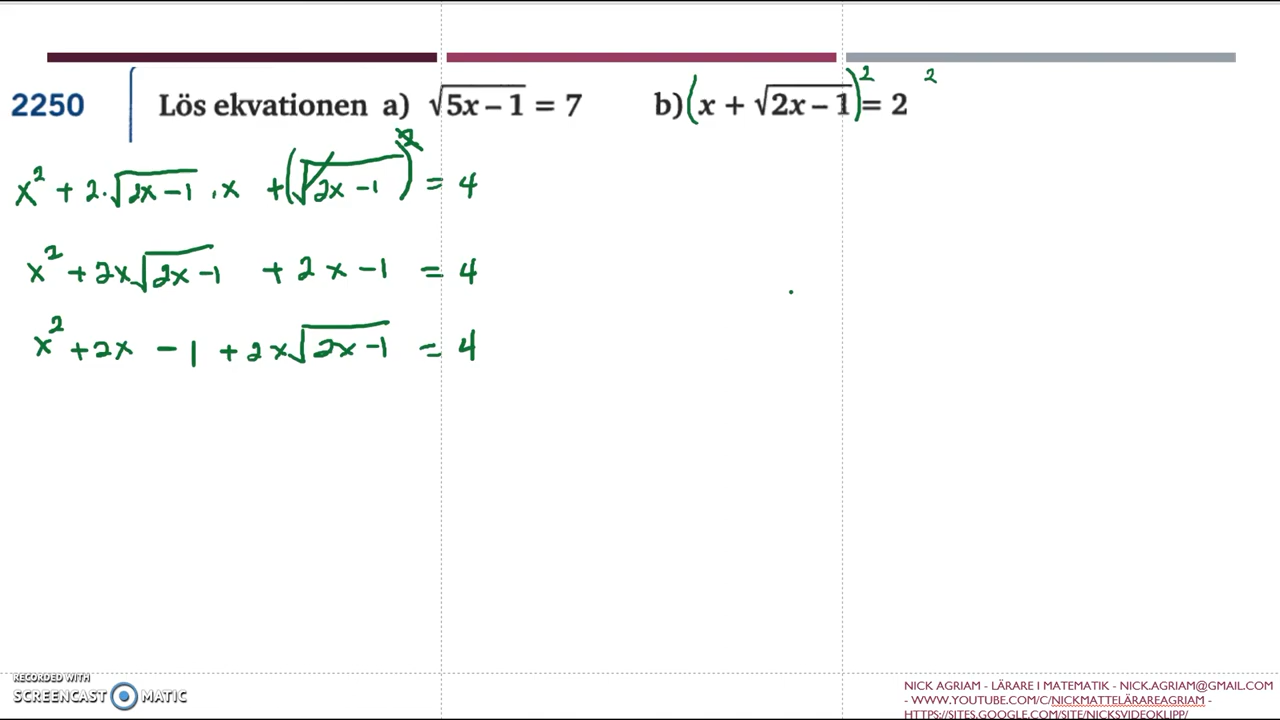 2250 Lös ekvationen a) √(5x – 1) = 7 b) (x + √(2x – 1))² = 2 ²
x² + 2·√(2x – 1) · x + (√(2x – 1))² = 4
x² + 2x√(2x – 1) + 2x – 1 = 4
x² + 2x – 1 + 2x√(2x – 1) = 4
RECORDED WITH
SCREENCAST MATIC
NICK AGRIAM - LÄRARE I MATEMATIK - NICK.AGRIAM@GMAIL.COM
- WWW.YOUTUBE.COM/C/NICKMATTELÄRAREAGRIAM -
HTTPS://SITES.GOOGLE.COM/SITE/NICKSVIDEOKLIPP/